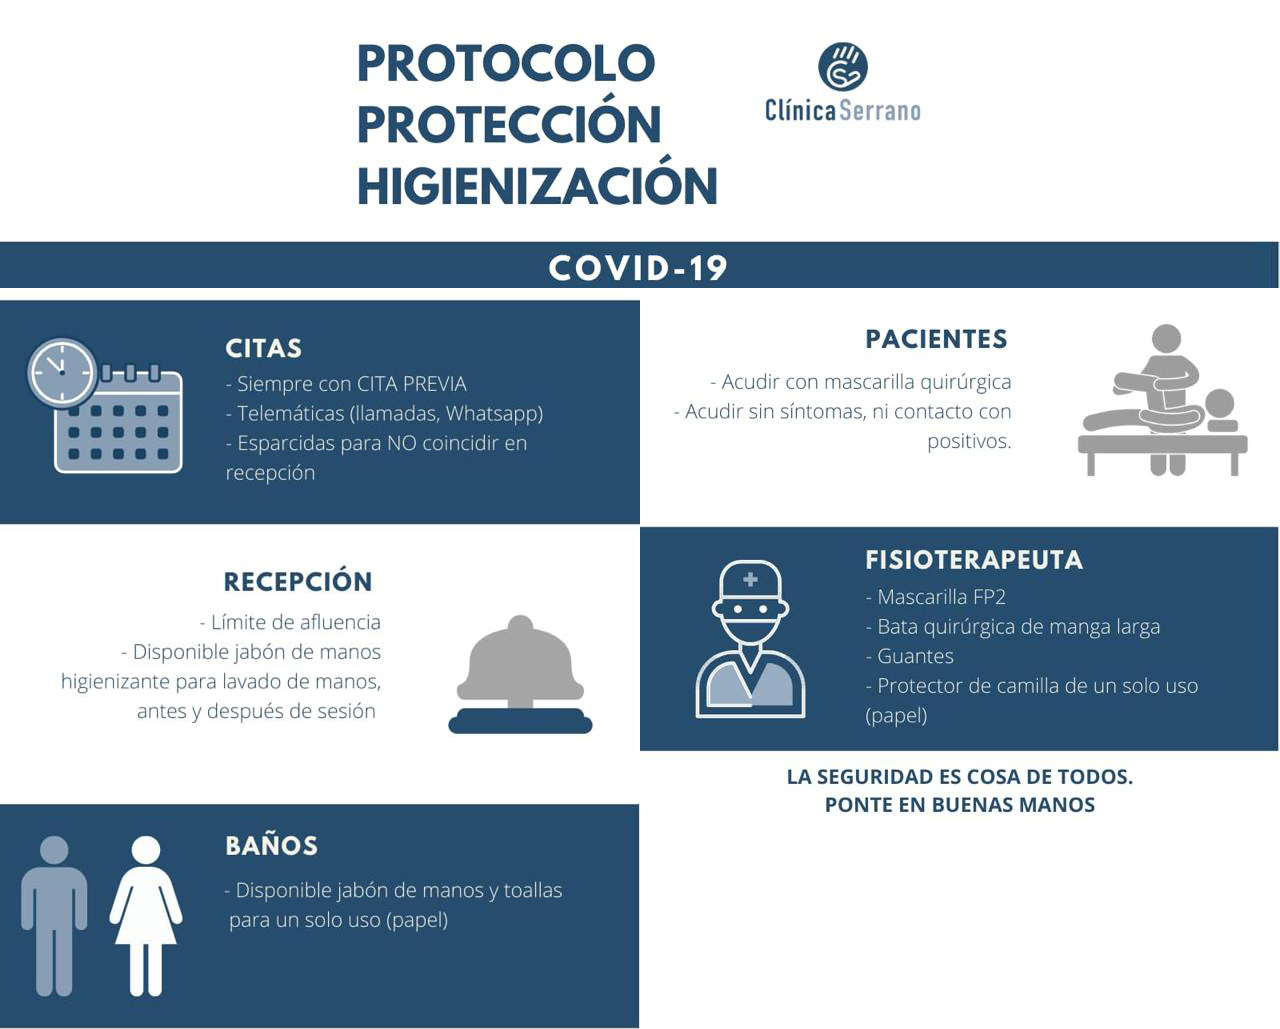 PROTOCOLO
PROTECCIÓN
HIGIENIZACIÓN
ClínicaSerrano
COVID-19
CITAS
- Siempre con CITA PREVIA
- Telemáticas (llamadas, Whatsapp)
- Esparcidas para NO coincidir en
recepción
PACIENTES
- Acudir con mascarilla quirúrgica
- Acudir sin síntomas, ni contacto con
positivos.
RECEPCIÓN
- Límite de afluencia
- Disponible jabón de manos
higienizante para lavado de manos,
antes y después de sesión
FISIOTERAPEUTA
- Mascarilla FP2
- Bata quirúrgica de manga larga
- Guantes
- Protector de camilla de un solo uso
(papel)
LA SEGURIDAD ES COSA DE TODOS.
PONTE EN BUENAS MANOS
BAÑOS
- Disponible jabón de manos y toallas
para un solo uso (papel)